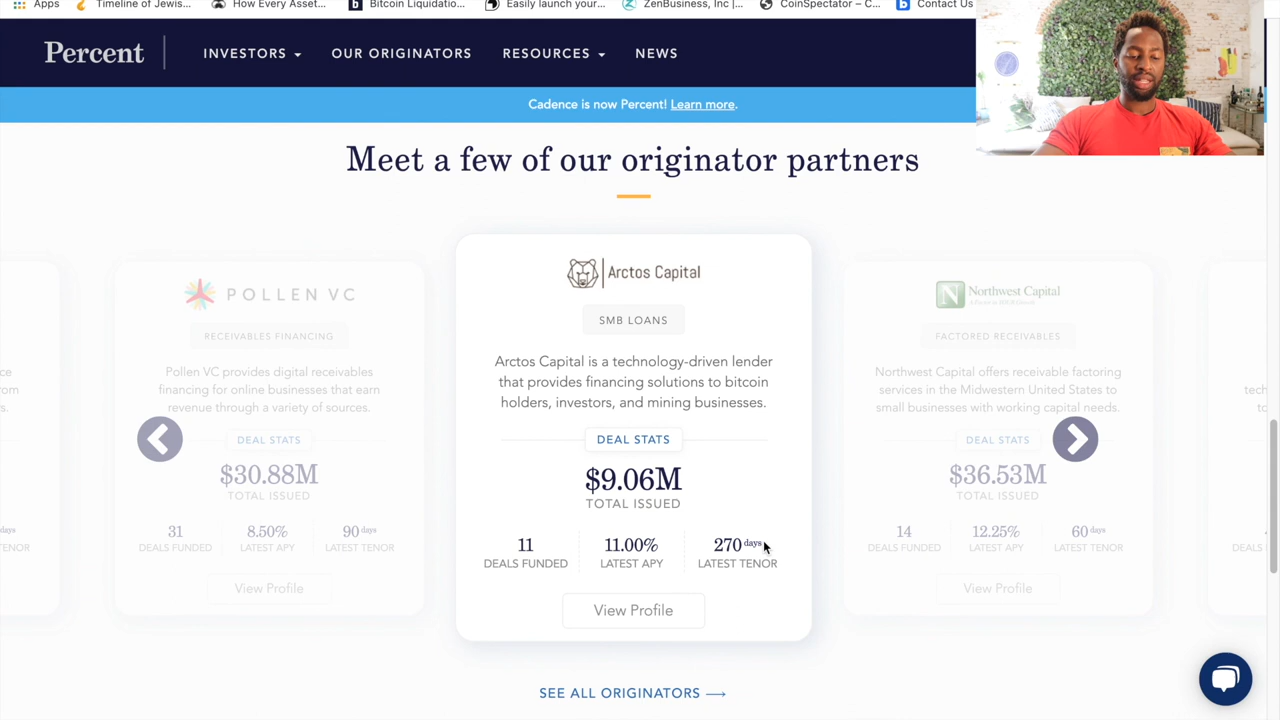 Apps Timeline of Jewis... How Every Asset... Bitcoin Liquidatio... Easily launch your... ZenBusiness, Inc |... CoinSpectator – C... Contact Us
Percent INVESTORS OUR ORIGINATORS RESOURCES NEWS
Cadence is now Percent! Learn more.
Meet a few of our originator partners
POLLEN VC
RECEIVABLES FINANCING
Pollen VC provides digital receivables
financing for online businesses that earn
revenue through a variety of sources.
DEAL STATS
$30.88M
TOTAL ISSUED
31 8.50% 90 days
DEALS FUNDED LATEST APY LATEST TENOR
View Profile
Arctos Capital
SMB LOANS
Arctos Capital is a technology-driven lender
that provides financing solutions to bitcoin
holders, investors, and mining businesses.
DEAL STATS
$9.06M
TOTAL ISSUED
11 11.00% 270 days
DEALS FUNDED LATEST APY LATEST TENOR
View Profile
N Northwest Capital
FACTORED RECEIVABLES
Northwest Capital offers receivable factoring
services in the Midwestern United States to
small businesses with working capital needs.
DEAL STATS
$36.53M
TOTAL ISSUED
14 12.25% 60 days
DEALS FUNDED LATEST APY LATEST TENOR
View Profile
SEE ALL ORIGINATORS